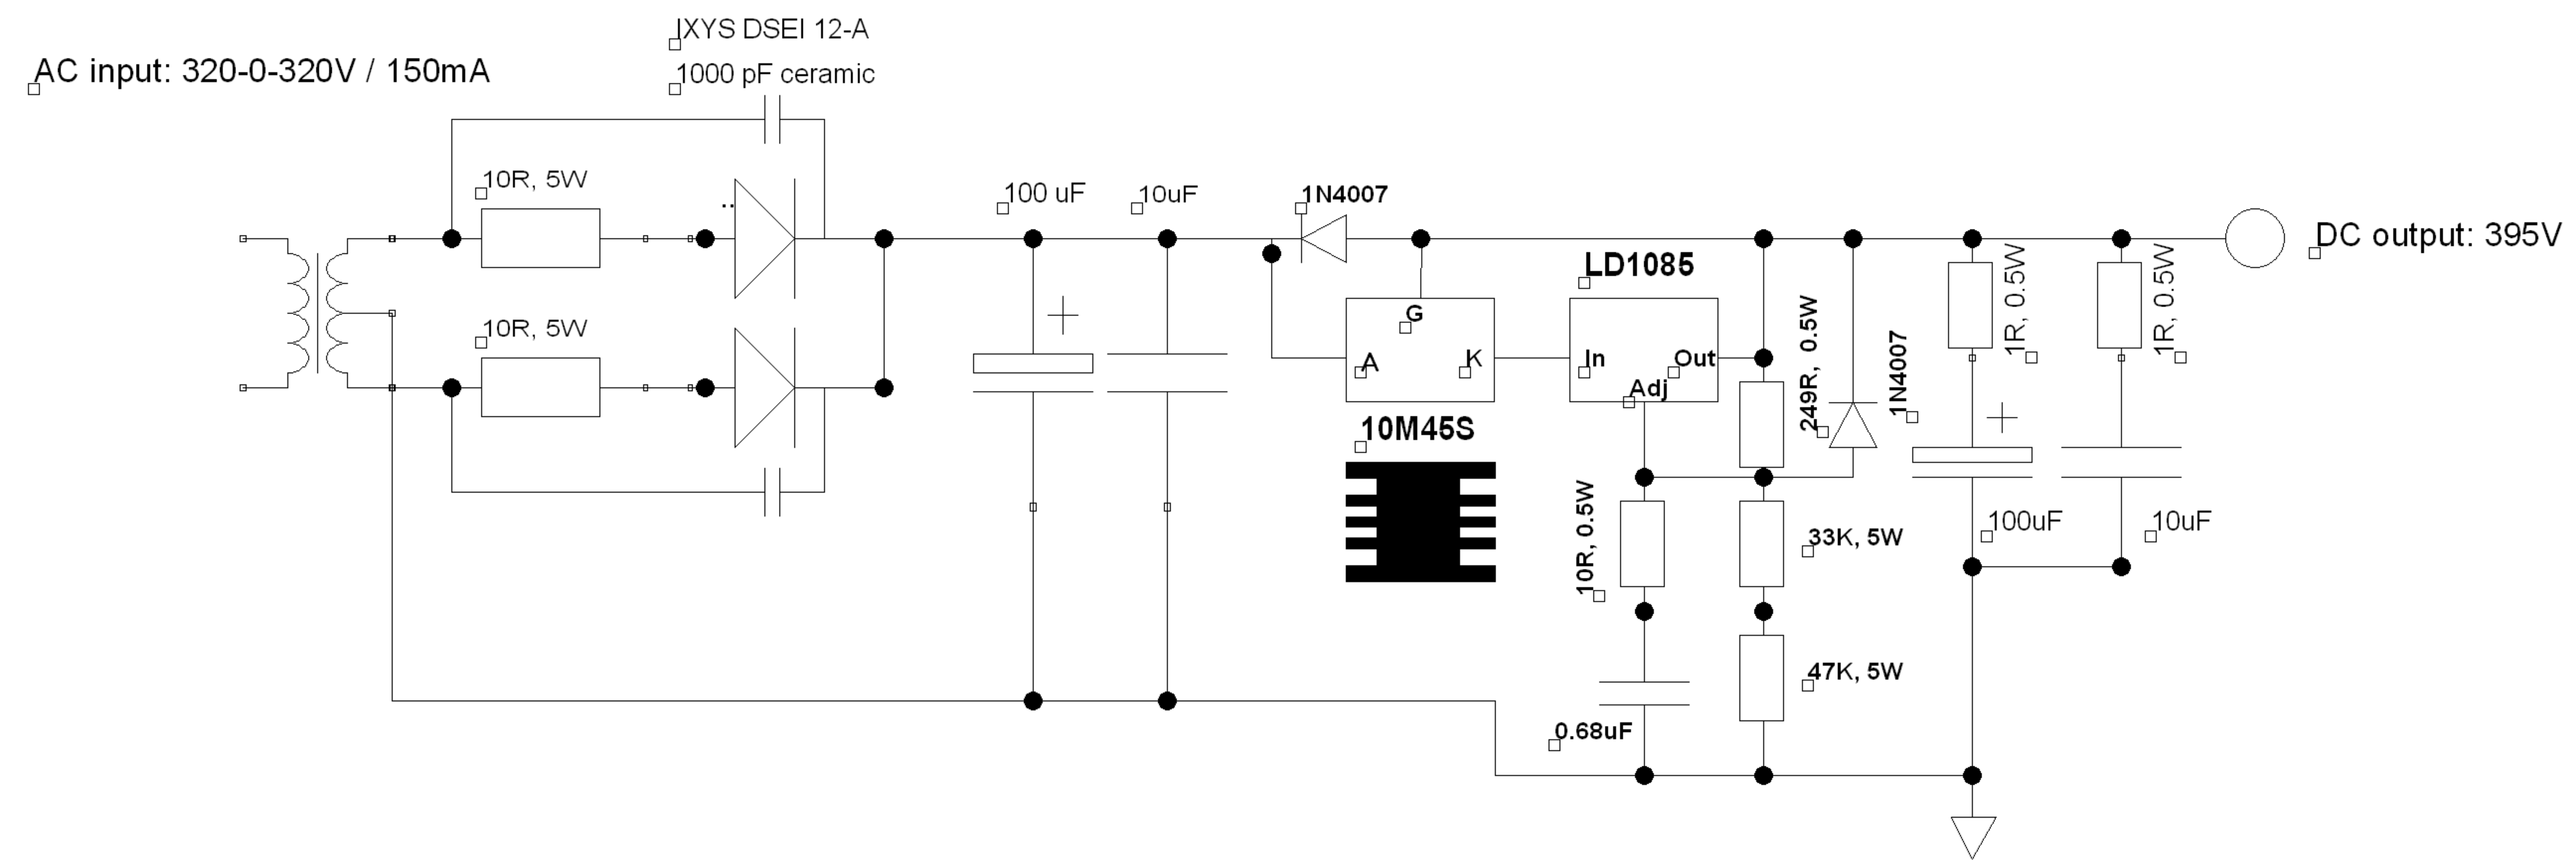 IXYS DSEI 12-A
AC input: 320-0-320V / 150mA
1000 pF ceramic
10R, 5W
100 uF
10uF
1N4007
DC output: 395V
LD1085
1R, 0.5W
1R, 0.5W
G
10R, 5W
A
K
In
Out
Adj
249R, 0.5W
1N4007
10M45S
10R, 0.5W
33K, 5W
100uF
10uF
47K, 5W
0.68uF